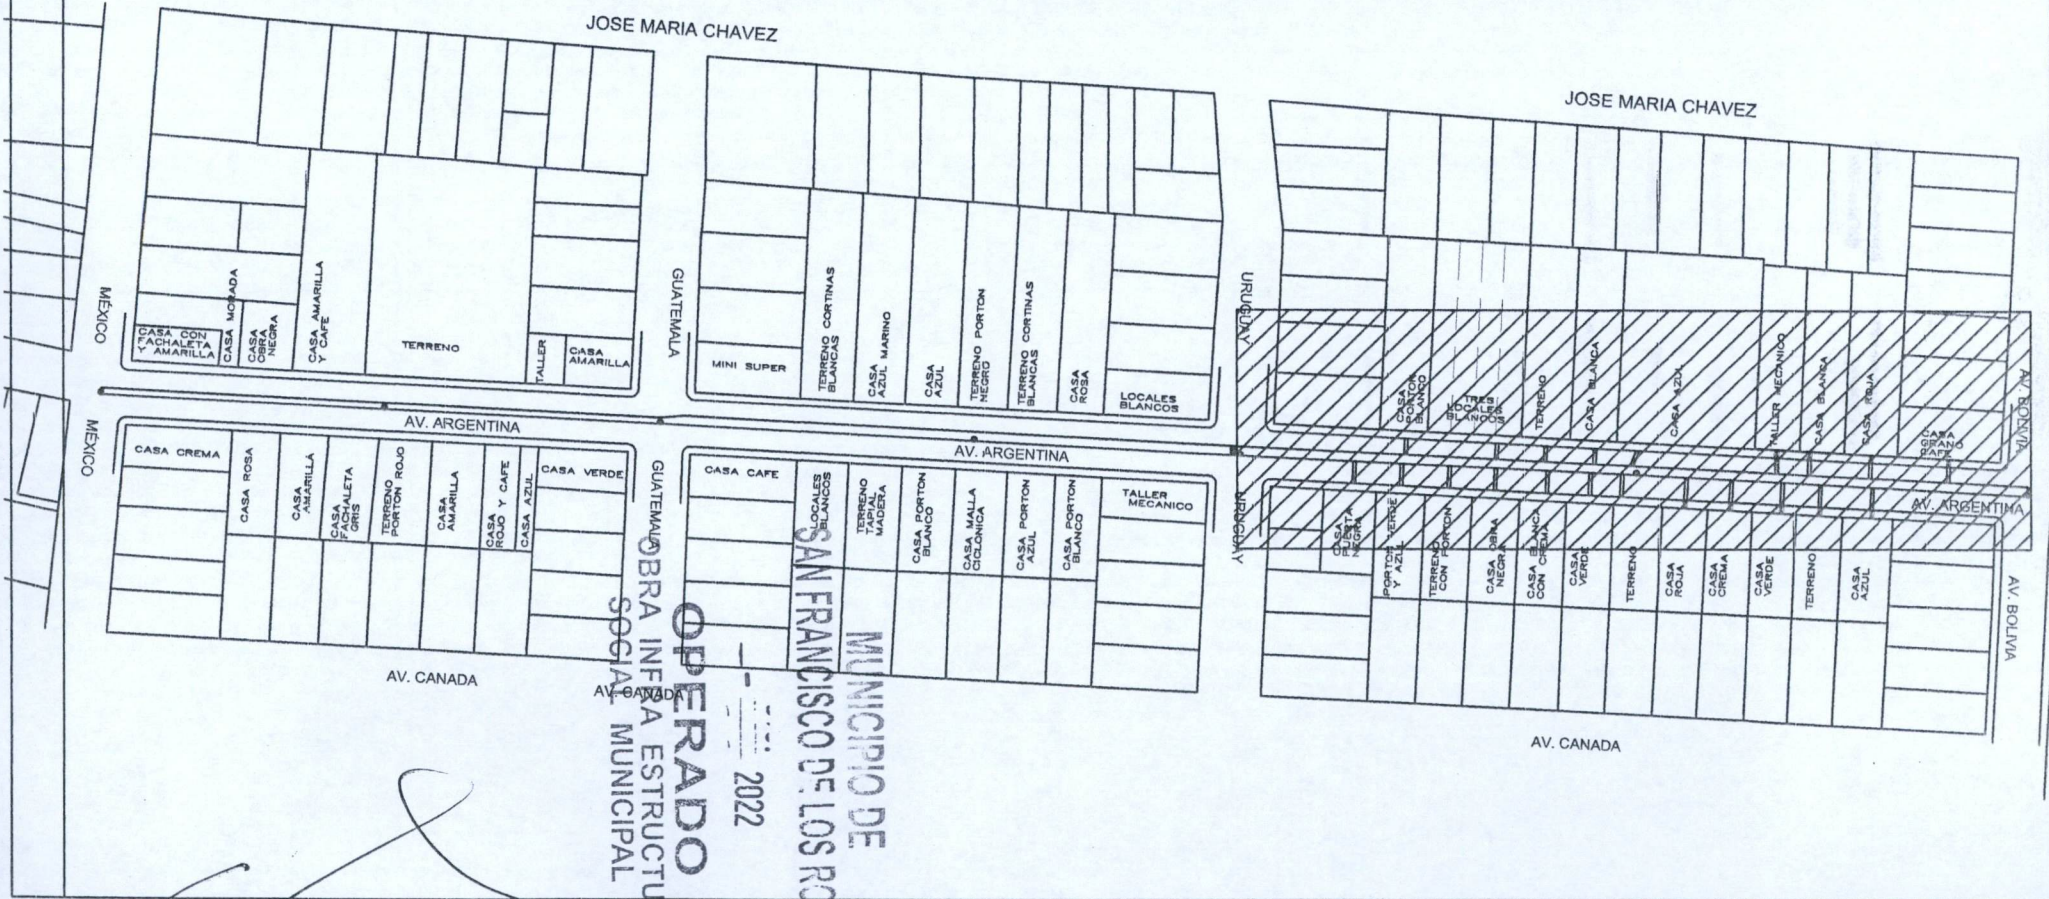 JOSE MARIA CHAVEZ
JOSE MARIA CHAVEZ
MÉXICO
CASA CON
FACHALETA
Y AMARILLA
CASA MORADA
CASA
OBRA
NEGRA
CASA AMARILLA
Y CAFE
TERRENO
TALLER
CASA
AMARILLA
GUATEMALA
MINI SUPER
TERRENO CORTINAS
BLANCAS
CASA
AZUL MARINO
CASA
AZUL
TERRENO PORTON
NEGRO
TERRENO CORTINAS
BLANCAS
CASA
ROSA
LOCALES
BLANCOS
URUGUAY
CASA
PORTON
BLANCO
TRES
LOCALES
BLANCOS
TERRENO
CASA BLANCA
CASA AZUL
TALLER MECANICO
CASA BLANCA
CASA ROJA
CASA
AV. BOLIVIA
AV. ARGENTINA
AV. ARGENTINA
AV. ARGENTINA
MÉXICO
CASA CREMA
CASA ROSA
CASA
AMARILLA
CASA
FACHALETA
GRIS
TERRENO
PORTON ROJO
CASA
AMARILLA
CASA
ROJO Y CAFE
CASA AZUL
CASA VERDE
GUATEMALA
CASA CAFE
LOCALES
BLANCOS
TERRENO
TAPIAL
MADERA
CASA PORTON
BLANCO
CASA MALLA
CICLONICA
CASA PORTON
AZUL
CASA PORTON
BLANCO
TALLER
MECANICO
URUGUAY
CASA
PUERTA
NEGRA
PORTON VERDE
Y AZUL
TERRENO
CON PORTON
CASA OBRA
NEGRA
CASA BLANCA
CON CREMA
CASA
VERDE
TERRENO
CASA
ROJA
CASA
CREMA
CASA
VERDE
TERRENO
CASA
AZUL
AV. BOLIVIA
AV. CANADA
AV. CANADA
AV. CANADA
MUNICIPIO DE
SAN FRANCISCO DE LOS RO
2022
OPERADO
OBRA INFRA ESTRUCTU
SOCIAL MUNICIPAL